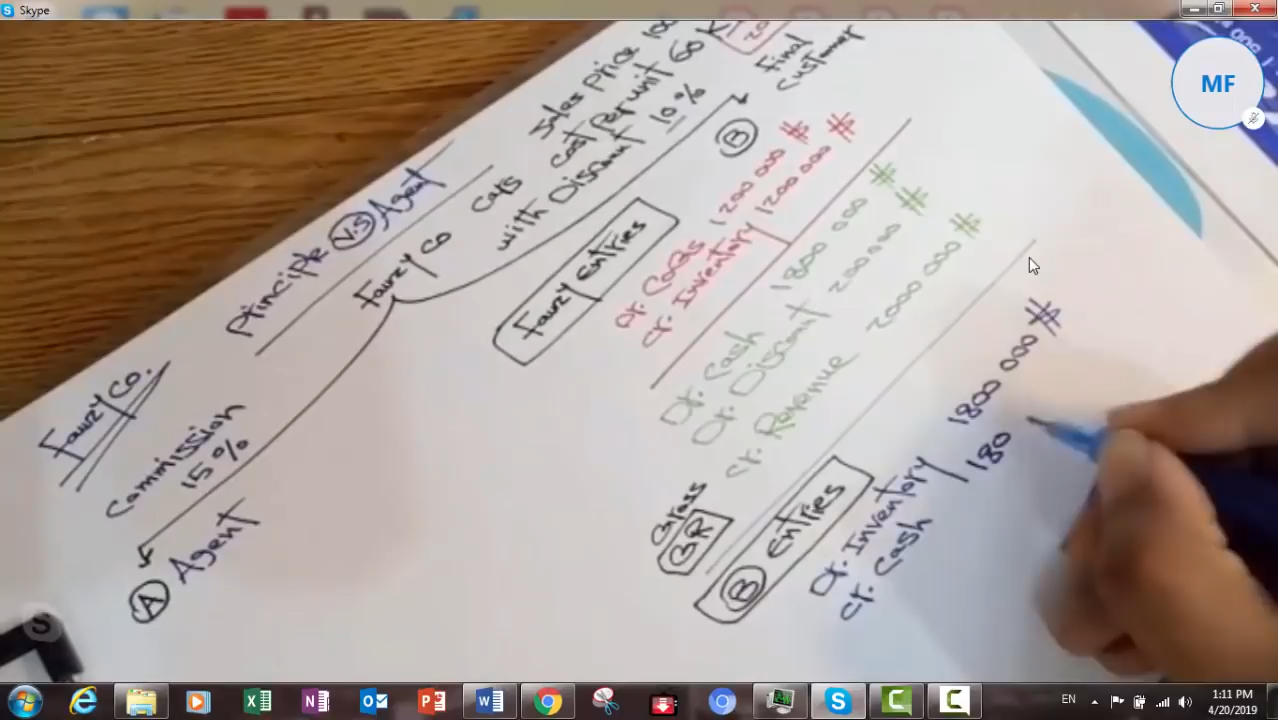 Skype
MF
Fawzy Co.
Principle V.S Agent
Fawzy Co
Cars
Sales price 100
Cost per unit 60 K
with Discount 10 %
20
Final
customer
B
Commission
15 %
A Agent
Fawzy entries
Dr. CoGs 1200 000 #
Cr. Inventory 1200 000 #
Dr. Cash 1800 000 #
Dr. Discount 200000 #
Cr. Revenue 2000 000 #
Gross
GR
B entries
Dr. Inventory 1800 000 #
Cr. Cash 180
EN
1:11 PM
4/20/2019